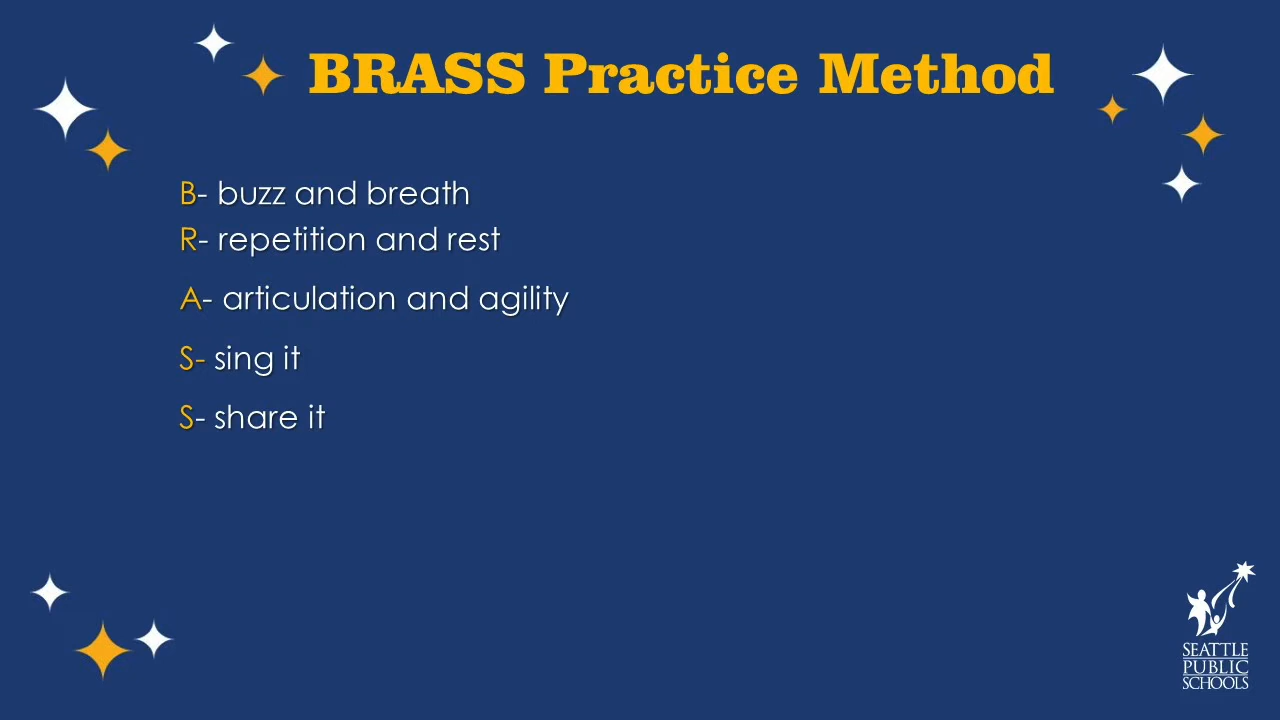 BRASS Practice Method
B- buzz and breath
R- repetition and rest
A- articulation and agility
S- sing it
S- share it
SEATTLE
PUBLIC
SCHOOLS